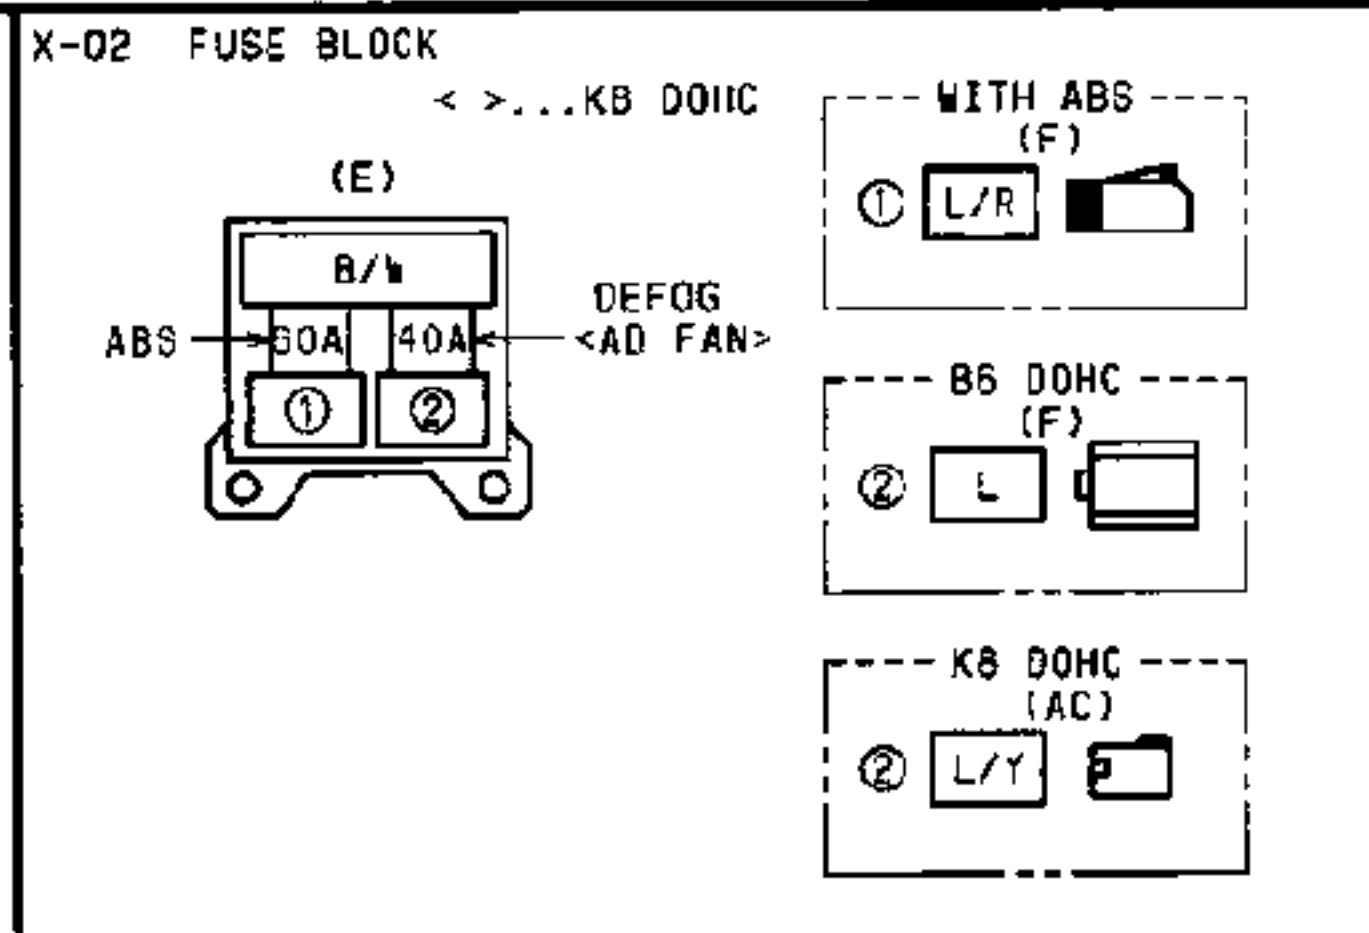 X-02 FUSE BLOCK
< >...K8 DOHC
(E)
B/W
ABS
60A
40A
DEFOG
<AD FAN>
① ②
WITH ABS
(F)
① L/R
B6 DOHC
(F)
② L
K8 DOHC
(AC)
② L/Y